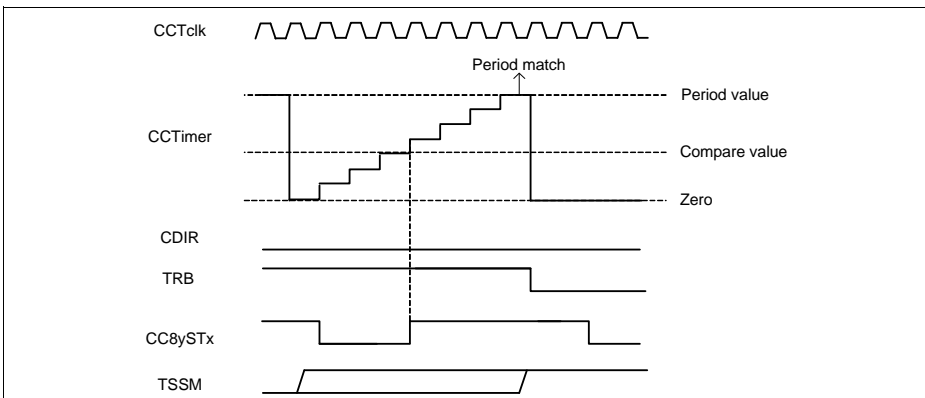 CCTclk
Period match
Period value
CCTimer
Compare value
Zero
CDIR
TRB
CC8ySTx
TSSM